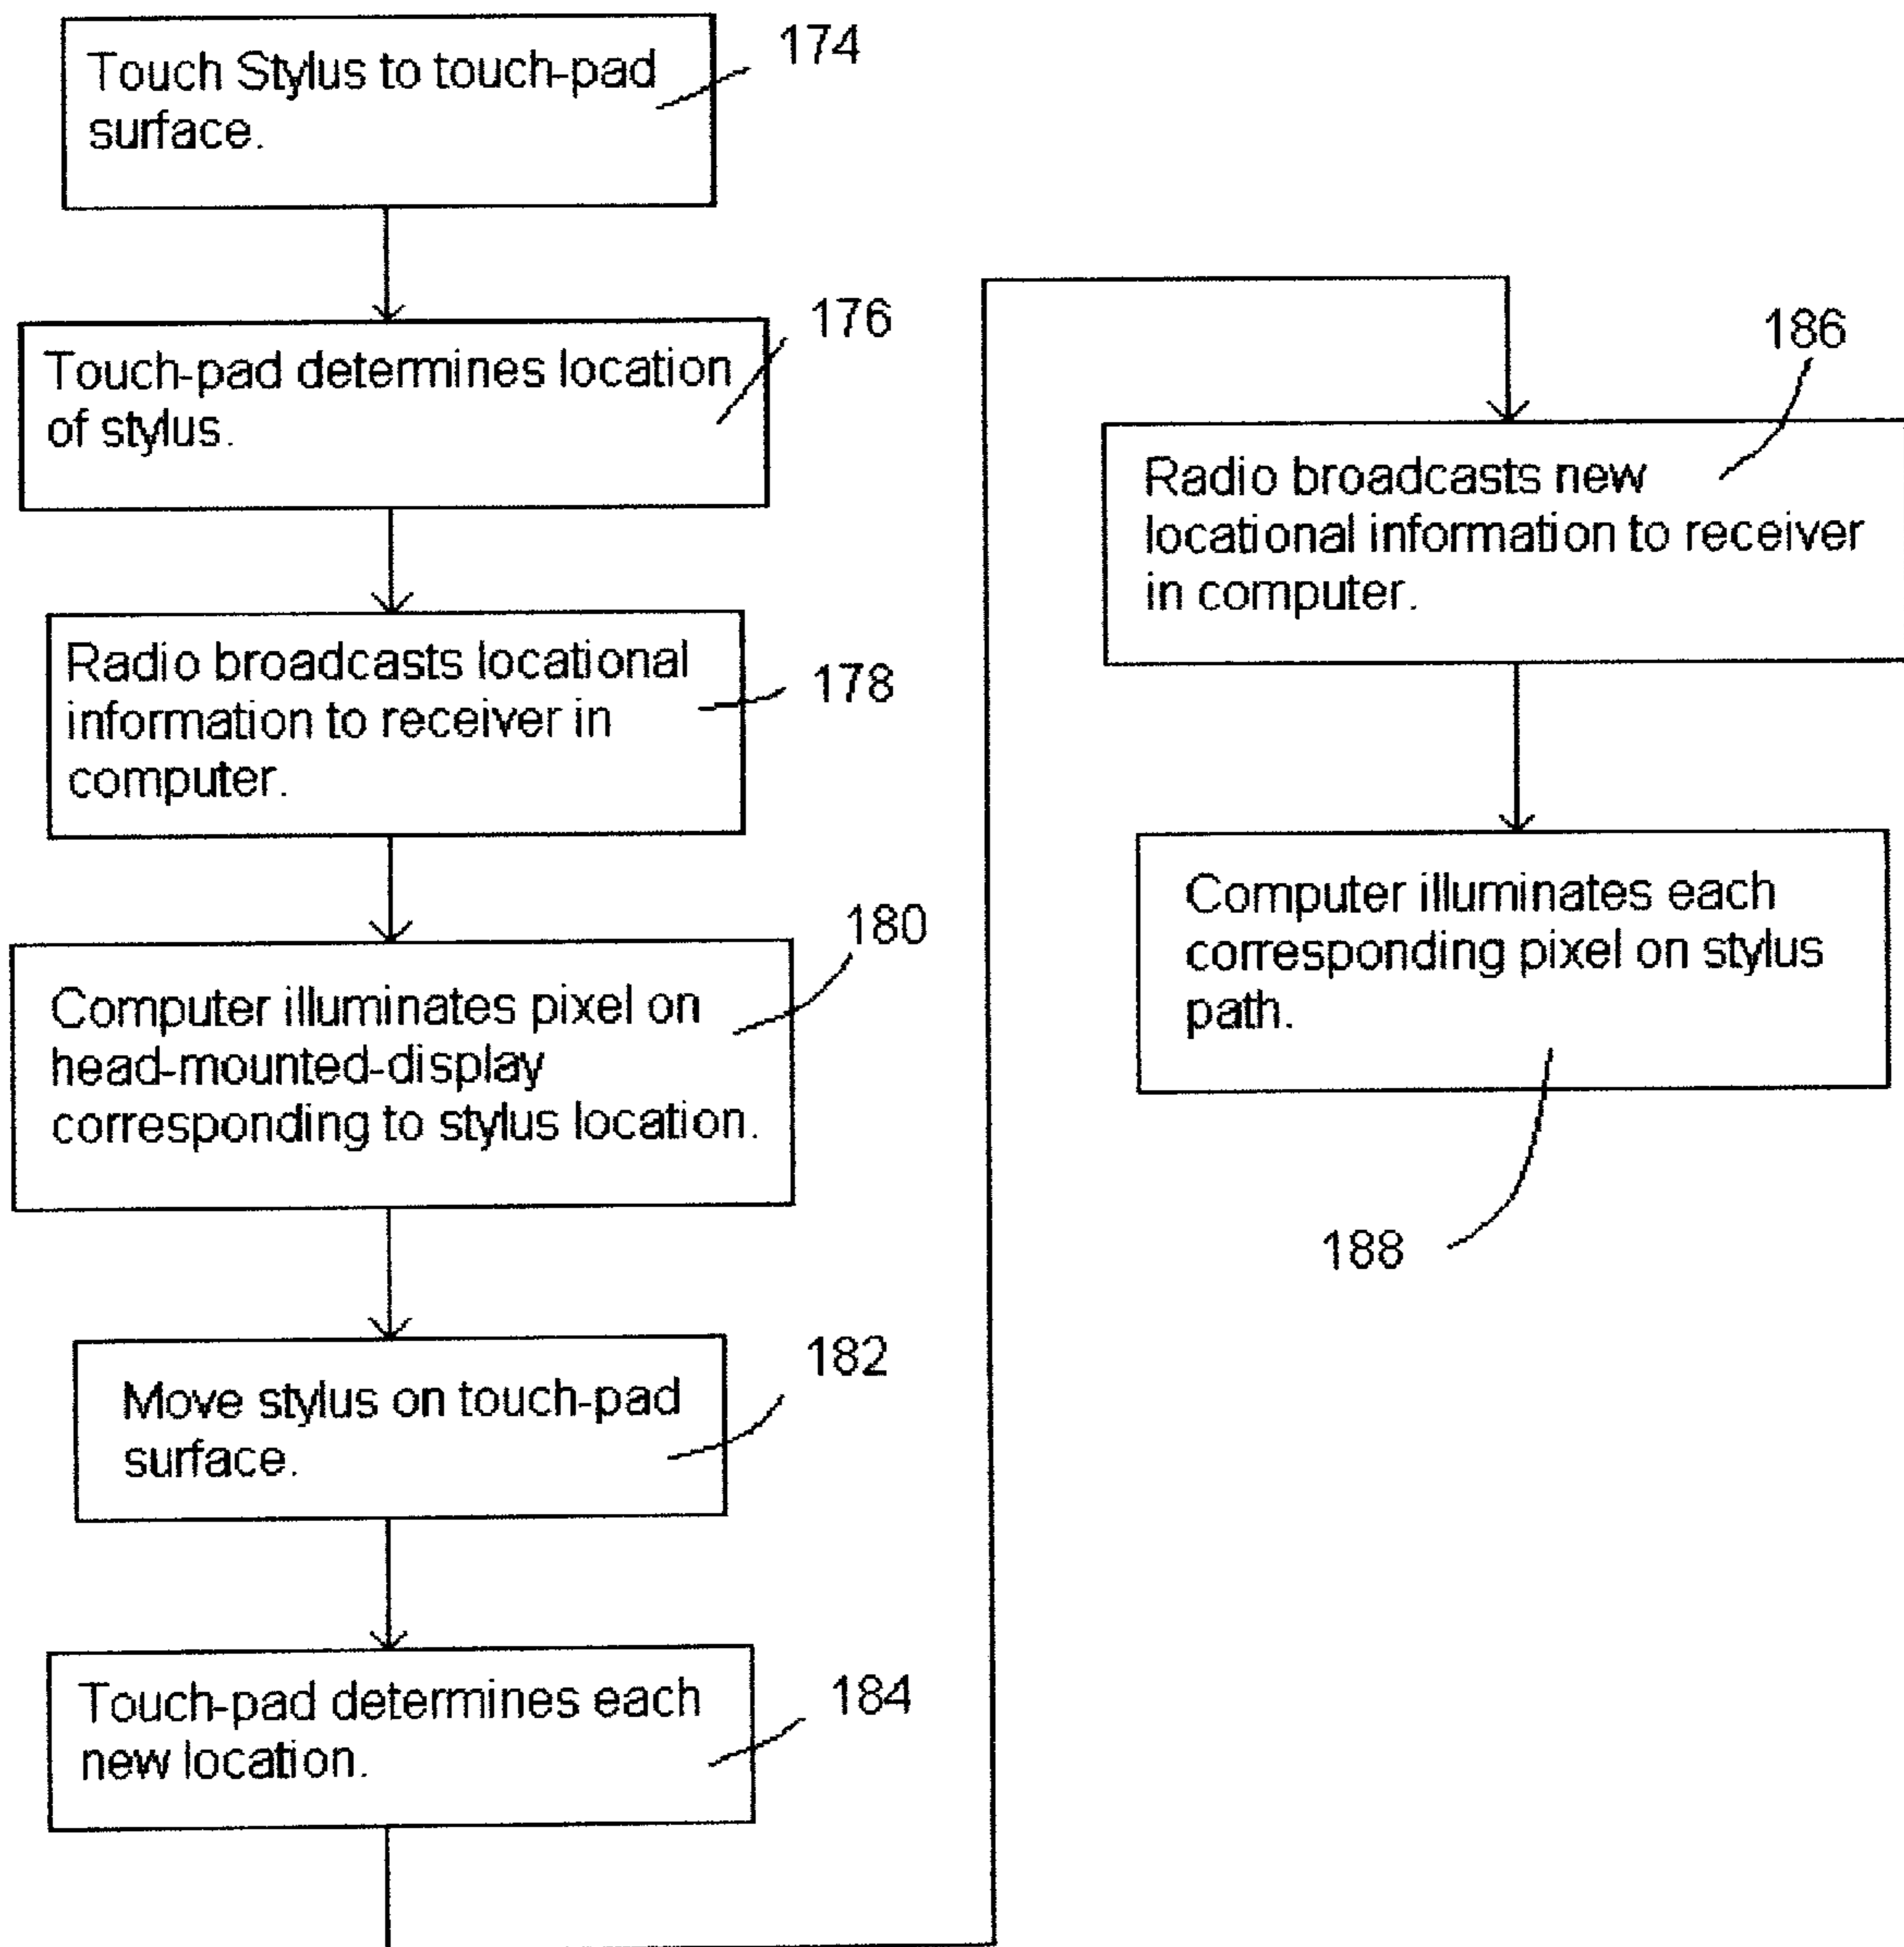 Touch Stylus to touch-pad
surface.
174
Touch-pad determines location
of stylus.
176
Radio broadcasts locational
information to receiver in
computer.
178
Computer illuminates pixel on
head-mounted-display
corresponding to stylus location.
180
Move stylus on touch-pad
surface.
182
Touch-pad determines each
new location.
184
Radio broadcasts new
locational information to receiver
in computer.
186
Computer illuminates each
corresponding pixel on stylus
path.
188